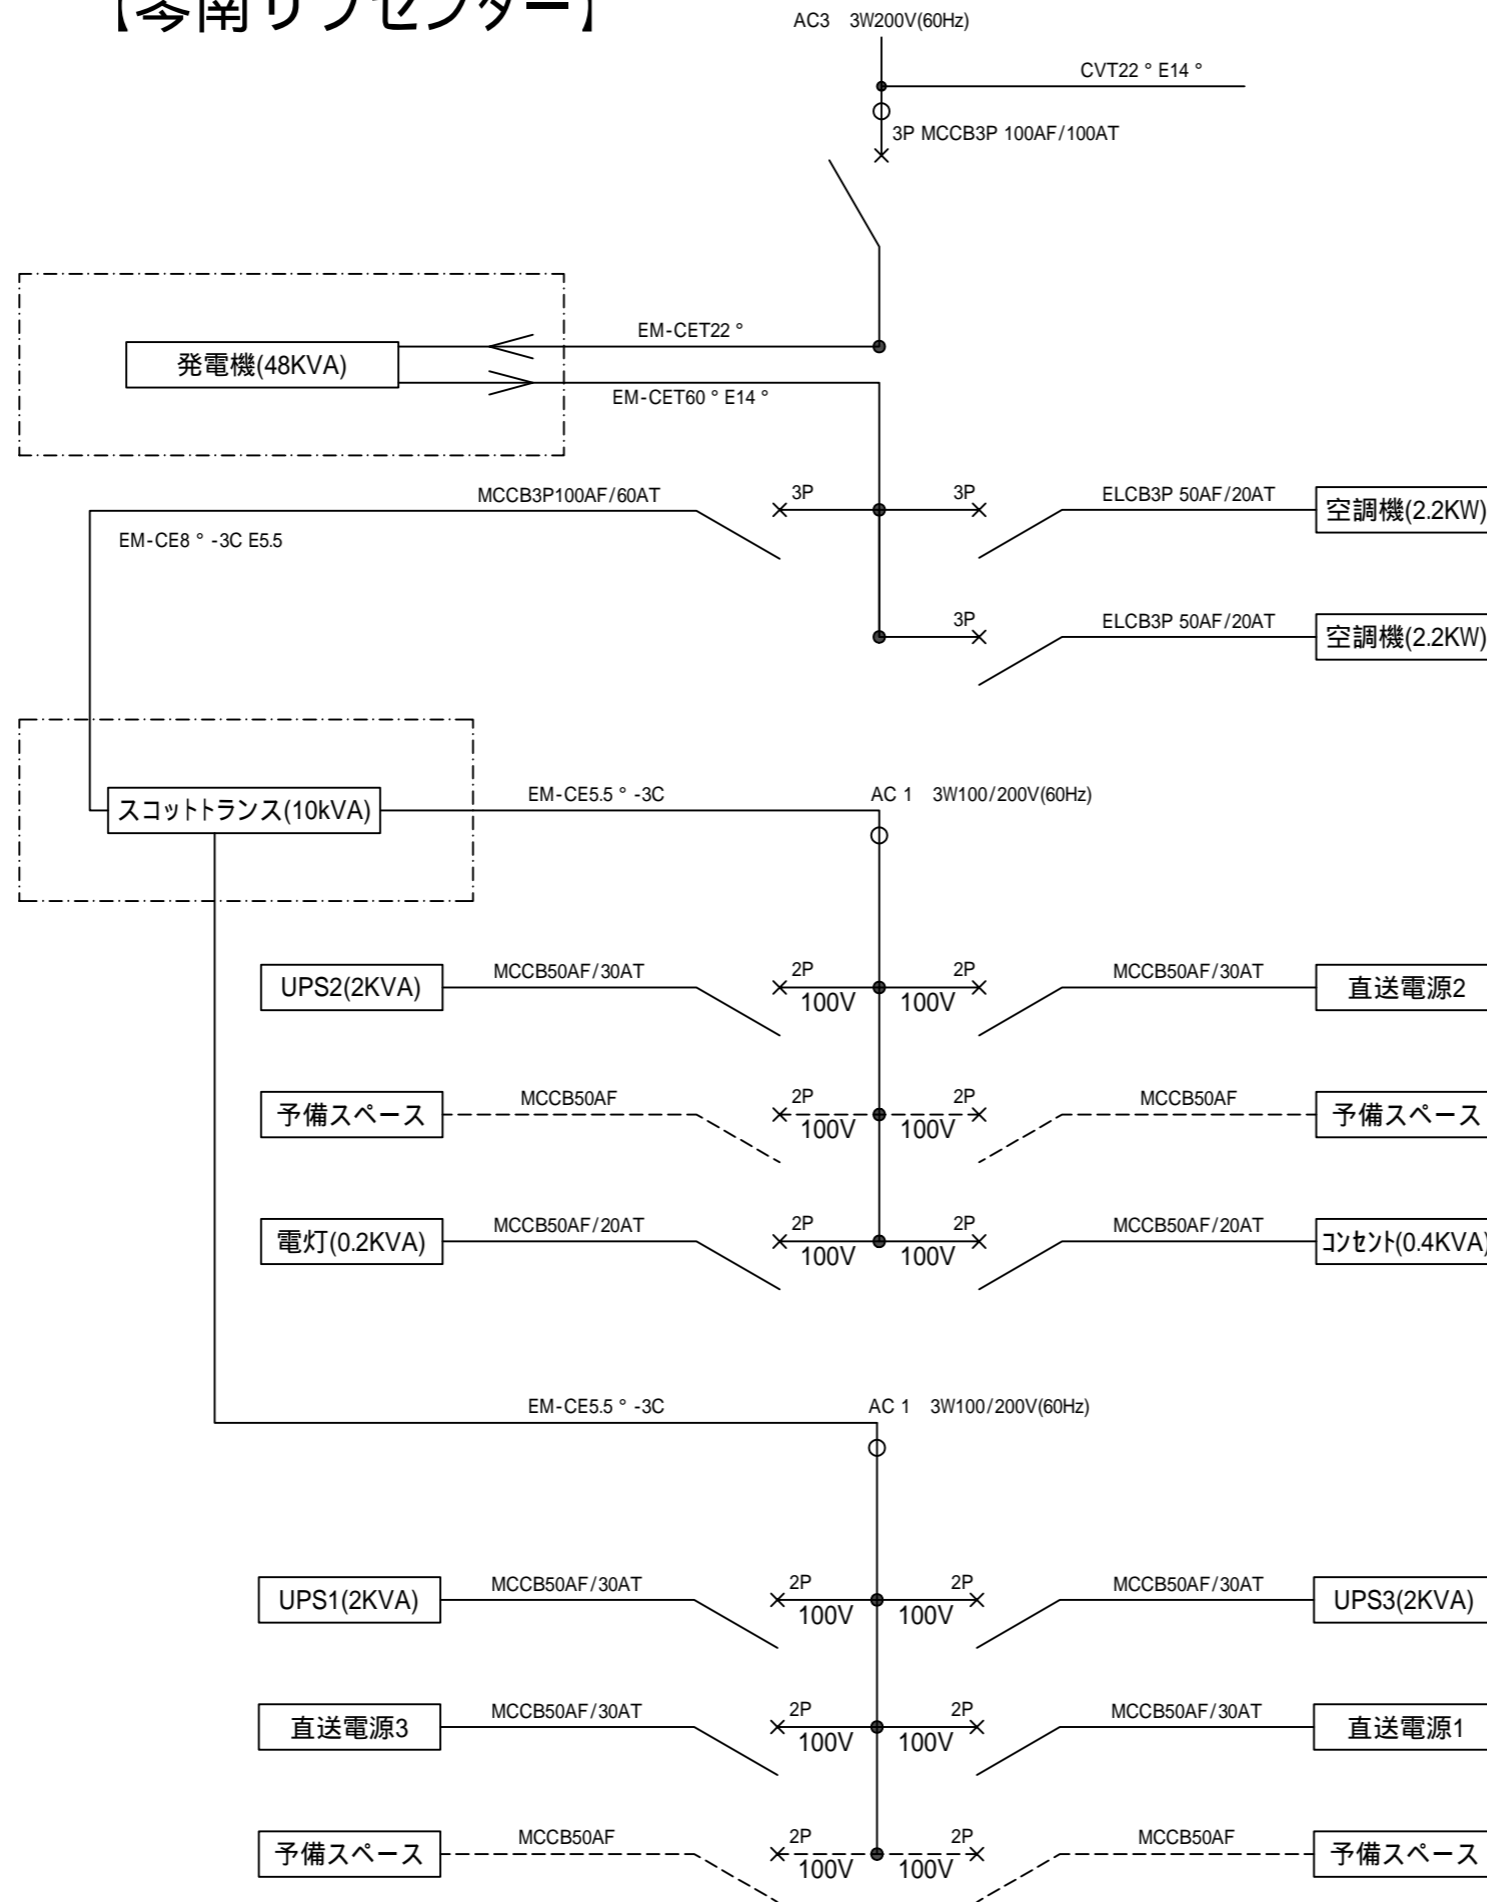 【琴南サブセンター】
AC3 3W200V(60Hz)
CVT22 ° E14 °
3P MCCB3P 100AF/100AT
EM-CET22 °
発電機(48KVA)
EM-CET60 ° E14 °
MCCB3P100AF/60AT
3P
3P
ELCB3P 50AF/20AT
空調機(2.2KW)
EM-CE8 ° -3C E5.5
3P
ELCB3P 50AF/20AT
空調機(2.2KW)
スコットトランス(10kVA)
EM-CE5.5 ° -3C
AC 1 3W100/200V(60Hz)
UPS2(2KVA)
MCCB50AF/30AT
2P
100V
2P
100V
MCCB50AF/30AT
直送電源2
予備スペース
MCCB50AF
2P
100V
2P
100V
MCCB50AF
予備スペース
電灯(0.2KVA)
MCCB50AF/20AT
2P
100V
2P
100V
MCCB50AF/20AT
コンセント(0.4KVA)
EM-CE5.5 ° -3C
AC 1 3W100/200V(60Hz)
UPS1(2KVA)
MCCB50AF/30AT
2P
100V
2P
100V
MCCB50AF/30AT
UPS3(2KVA)
直送電源3
MCCB50AF/30AT
2P
100V
2P
100V
MCCB50AF/30AT
直送電源1
予備スペース
MCCB50AF
2P
100V
2P
100V
MCCB50AF
予備スペース